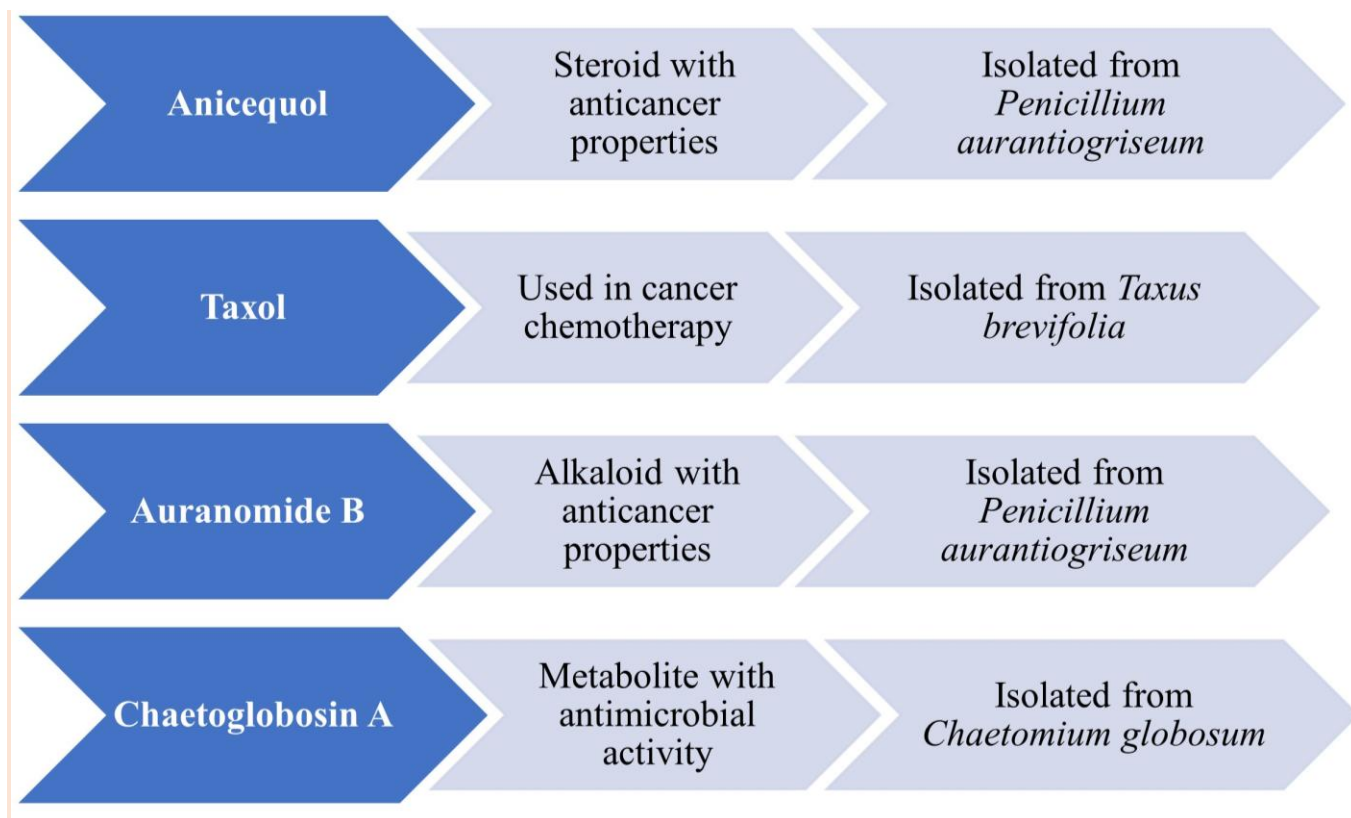 Anicequol
Steroid with
anticancer
properties
Isolated from
Penicillium
aurantiogriseum
Taxol
Used in cancer
chemotherapy
Isolated from Taxus
brevifolia
Auranomide B
Alkaloid with
anticancer
properties
Isolated from
Penicillium
aurantiogriseum
Chaetoglobosin A
Metabolite with
antimicrobial
activity
Isolated from
Chaetomium globosum